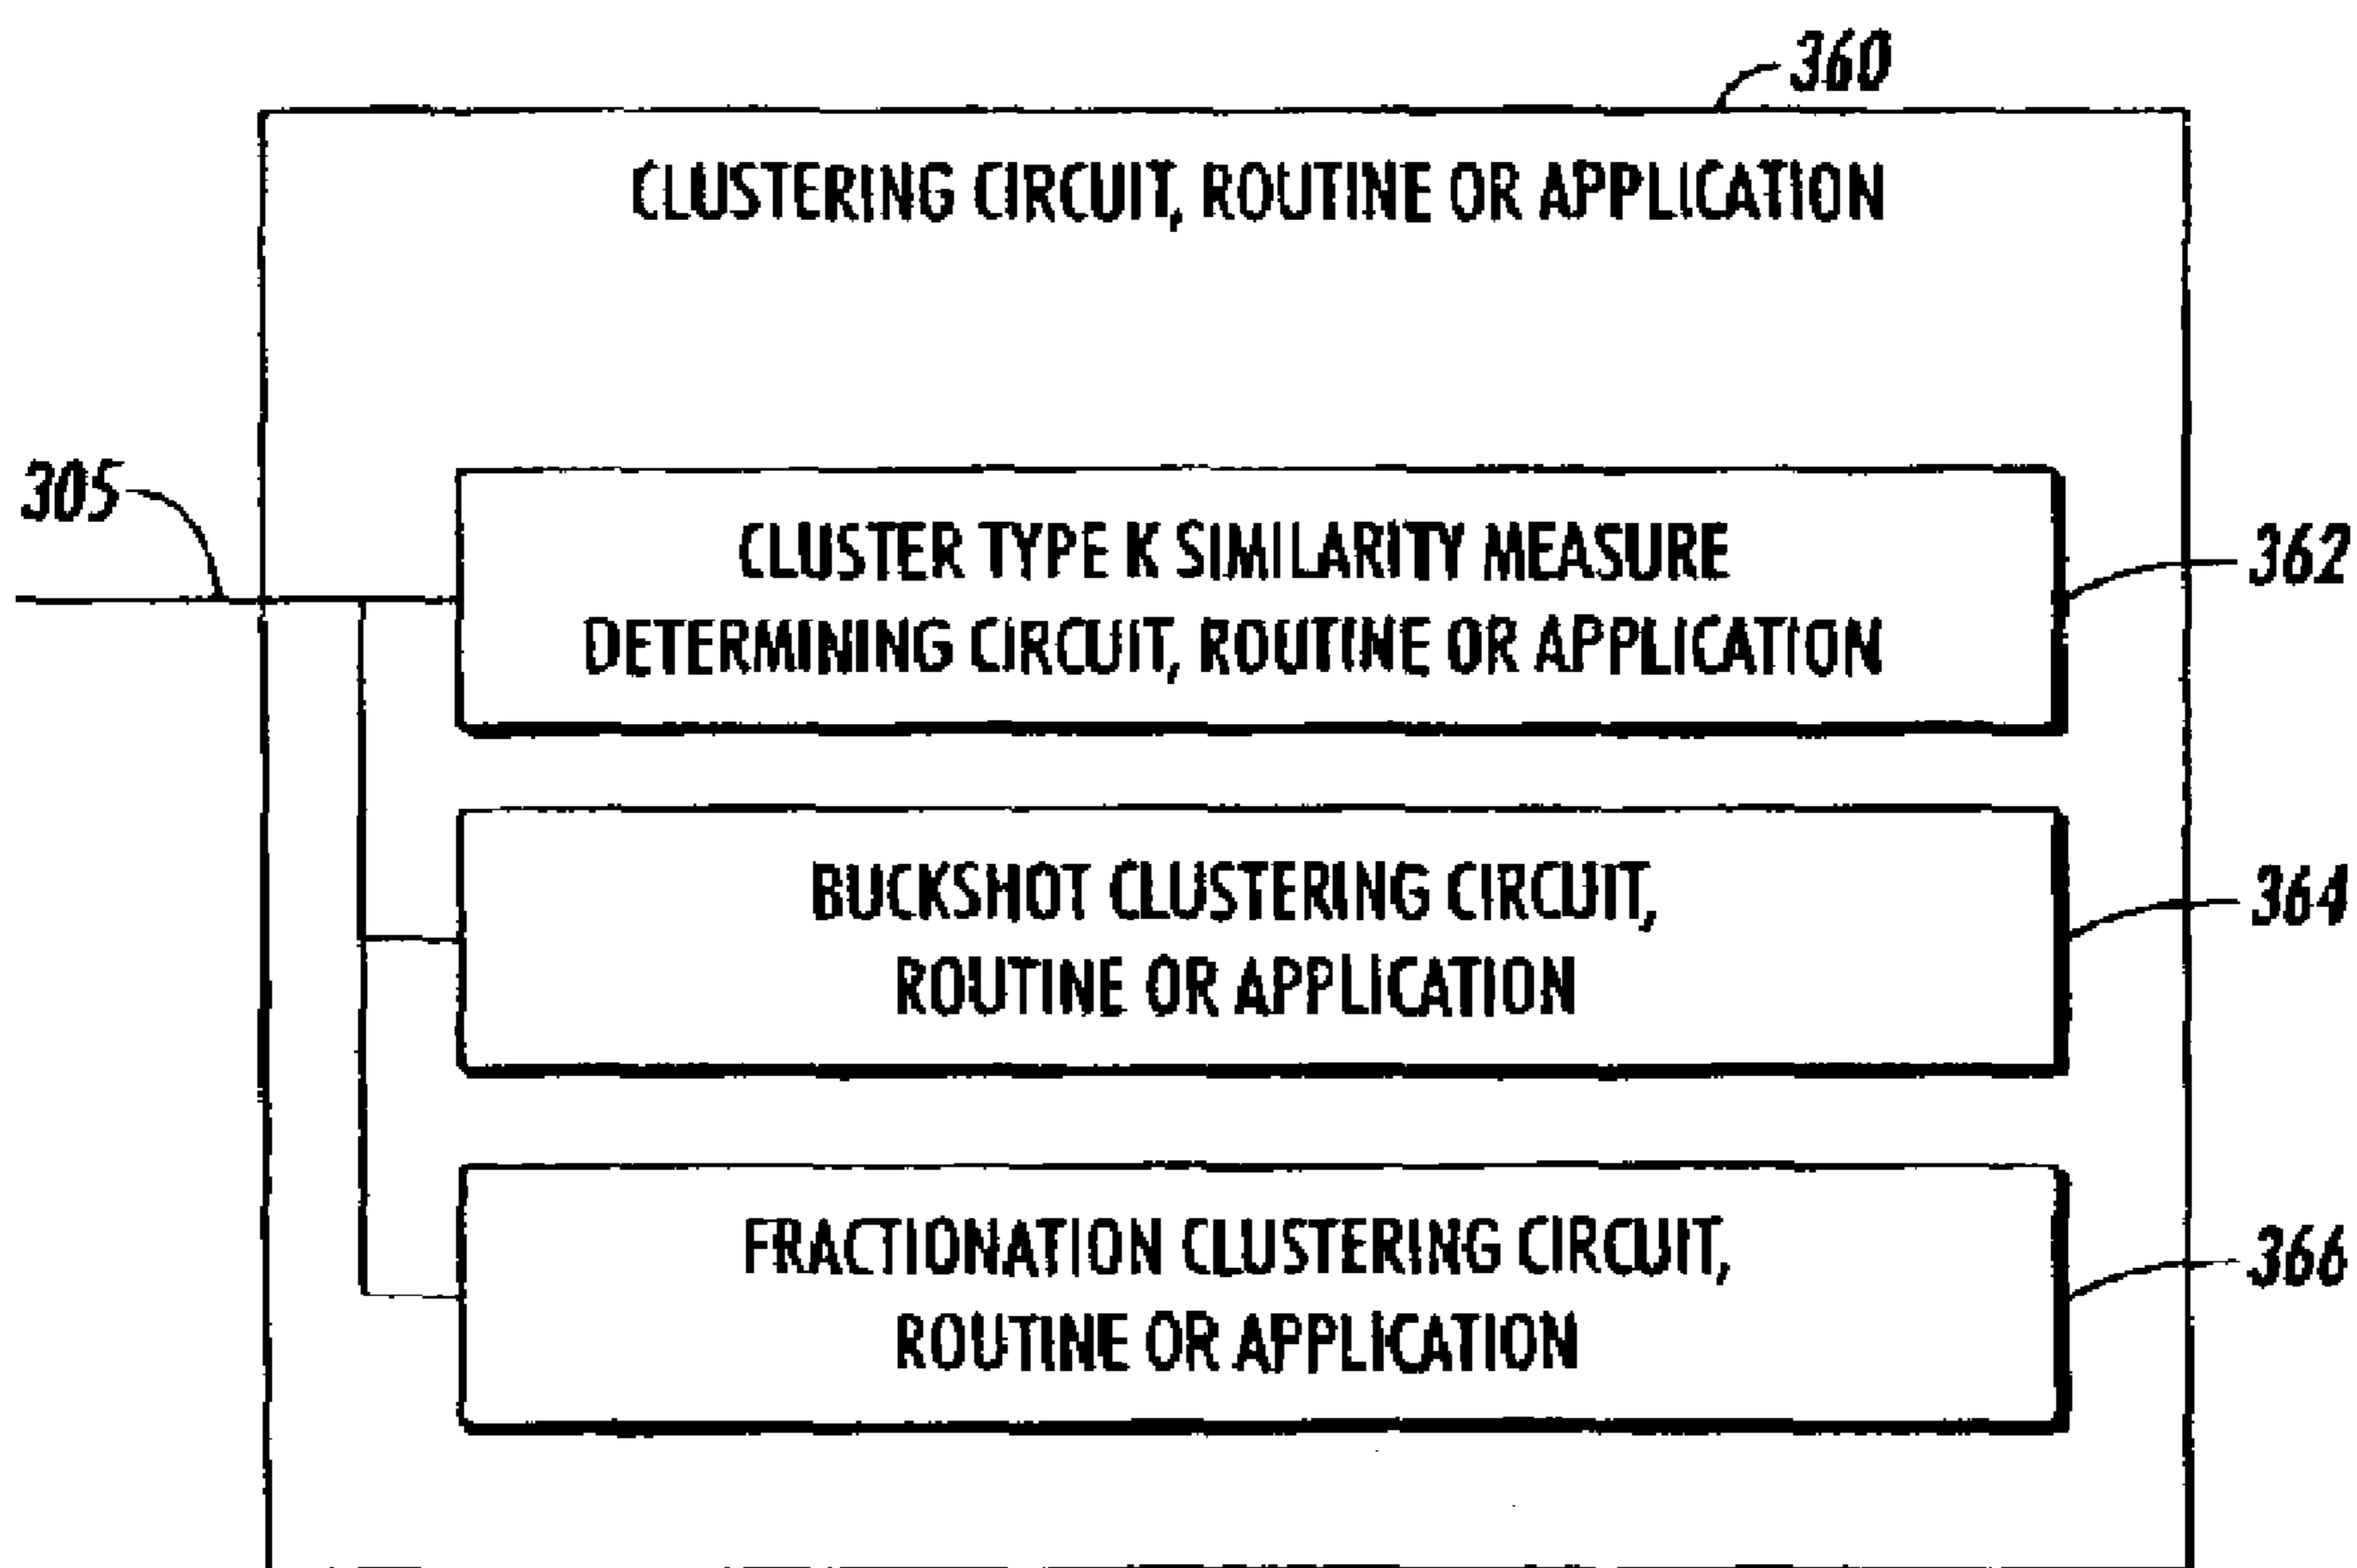 360
CLUSTERING CIRCUIT, ROUTINE OR APPLICATION
305
CLUSTER TYPE K SIMILARITY MEASURE
DETERMINING CIRCUIT, ROUTINE OR APPLICATION
362
BUCKSHOT CLUSTERING CIRCUIT,
ROUTINE OR APPLICATION
364
FRACTIONATION CLUSTERING CIRCUIT,
ROUTINE OR APPLICATION
366